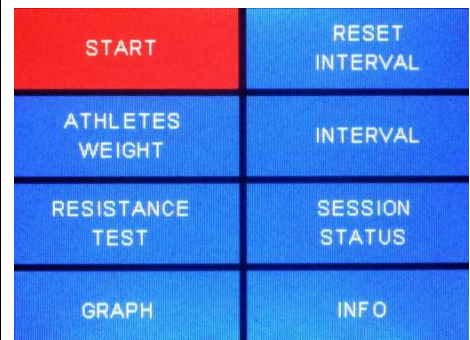 START
RESET
INTERVAL
ATHLETES
WEIGHT
INTERVAL
RESISTANCE
TEST
SESSION
STATUS
GRAPH
INFO